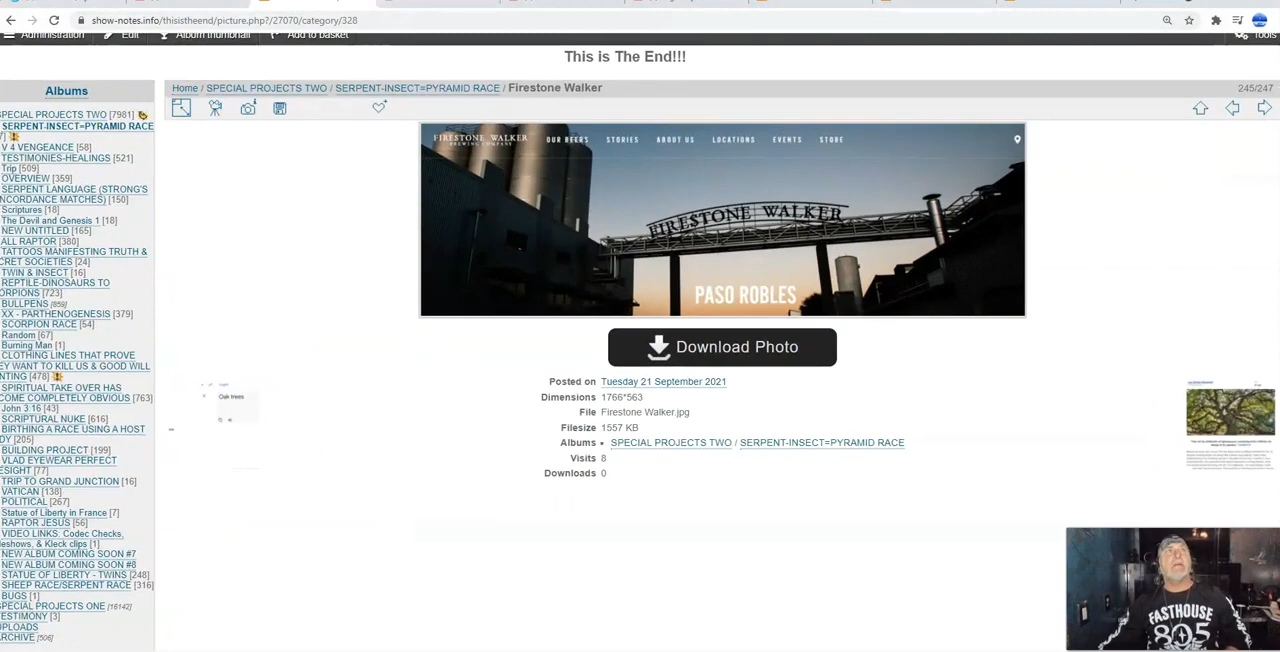 show-notes.info/thisistheend/picture.php?/27070/category/328
Administration
Edit
Album thumbnail
Add to basket
Tools
This is The End!!!
Albums
Home / SPECIAL PROJECTS TWO / SERPENT-INSECT=PYRAMID RACE / Firestone Walker
245/247
SPECIAL PROJECTS TWO [7981]
SERPENT-INSECT=PYRAMID RACE
V 4 VENGEANCE [58]
TESTIMONIES-HEALINGS [521]
Trip [509]
OVERVIEW [359]
SERPENT LANGUAGE (STRONG'S
NCORDANCE MATCHES) [150]
Scriptures [18]
The Devil and Genesis 1 [18]
NEW UNTITLED [165]
ALL RAPTOR [380]
TATTOOS MANIFESTING TRUTH &
CRET SOCIETIES [24]
TWIN & INSECT [16]
REPTILE-DINOSAURS TO
ORPIONS [723]
BULLPENS [859]
XX - PARTHENOGENESIS [379]
SCORPION RACE [54]
Random [67]
Burning Man [1]
CLOTHING LINES THAT PROVE
EY WANT TO KILL US & GOOD WILL
NTING [478]
SPIRITUAL TAKE OVER HAS
COME COMPLETELY OBVIOUS [763]
John 3:16 [43]
SCRIPTURAL NUKE [616]
BIRTHING A RACE USING A HOST
DY [205]
BUILDING PROJECT [199]
VLAD EYEWEAR PERFECT
ESIGHT [77]
TRIP TO GRAND JUNCTION [16]
VATICAN [138]
POLITICAL [267]
Statue of Liberty in France [7]
RAPTOR JESUS [56]
VIDEO LINKS. Codec Checks,
deshows, & Kleck clips [1]
NEW ALBUM COMING SOON #7
NEW ALBUM COMING SOON #8
STATUE OF LIBERTY - TWINS [248]
SHEEP RACE/SERPENT RACE [316]
BUGS [1]
SPECIAL PROJECTS ONE [16142]
TESTIMONY [3]
UPLOADS
ARCHIVE [506]
FIRESTONE WALKER
BREWING COMPANY
OUR BEERS
STORIES
ABOUT US
LOCATIONS
EVENTS
STORE
FIRESTONE WALKER
PASO ROBLES
Download Photo
Posted on Tuesday 21 September 2021
Dimensions 1766*563
File Firestone Walker.jpg
Filesize 1557 KB
Albums • SPECIAL PROJECTS TWO / SERPENT-INSECT=PYRAMID RACE
Visits 8
Downloads 0
Oak trees
FASTHOUSE
805